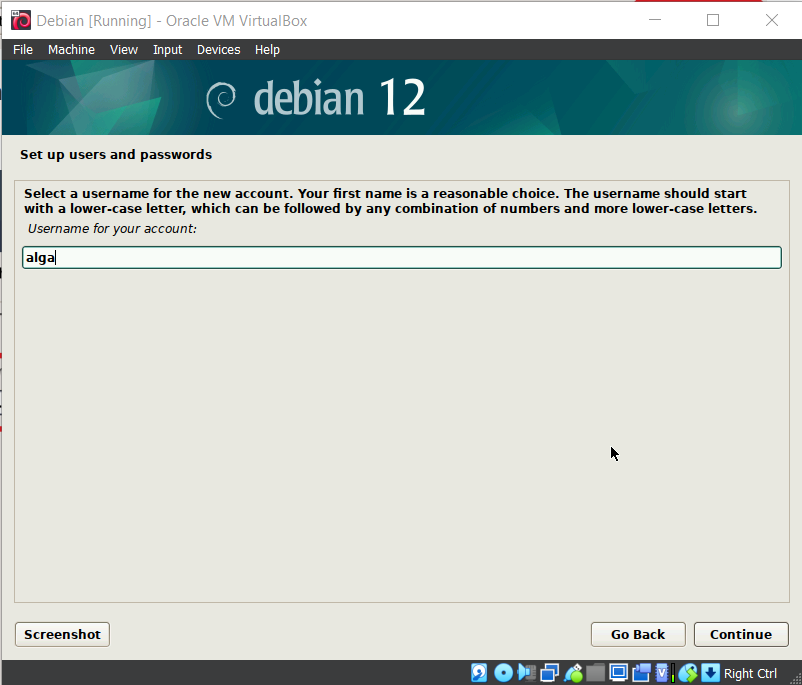 Debian [Running] - Oracle VM VirtualBox
File Machine View Input Devices Help
debian 12
Set up users and passwords
Select a username for the new account. Your first name is a reasonable choice. The username should start
with a lower-case letter, which can be followed by any combination of numbers and more lower-case letters.
Username for your account:
alga
Screenshot Go Back Continue
Right Ctrl